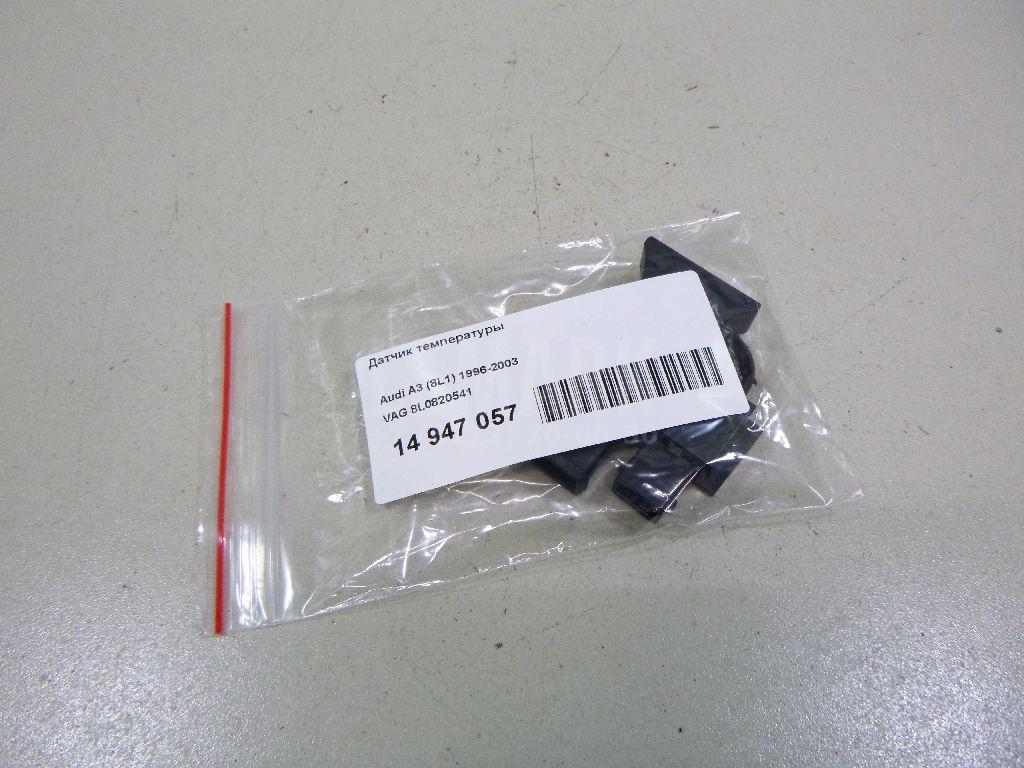 Датчик температуры
Audi A3 (8L1) 1996-2003
VAG 8L0820541
14 947 057